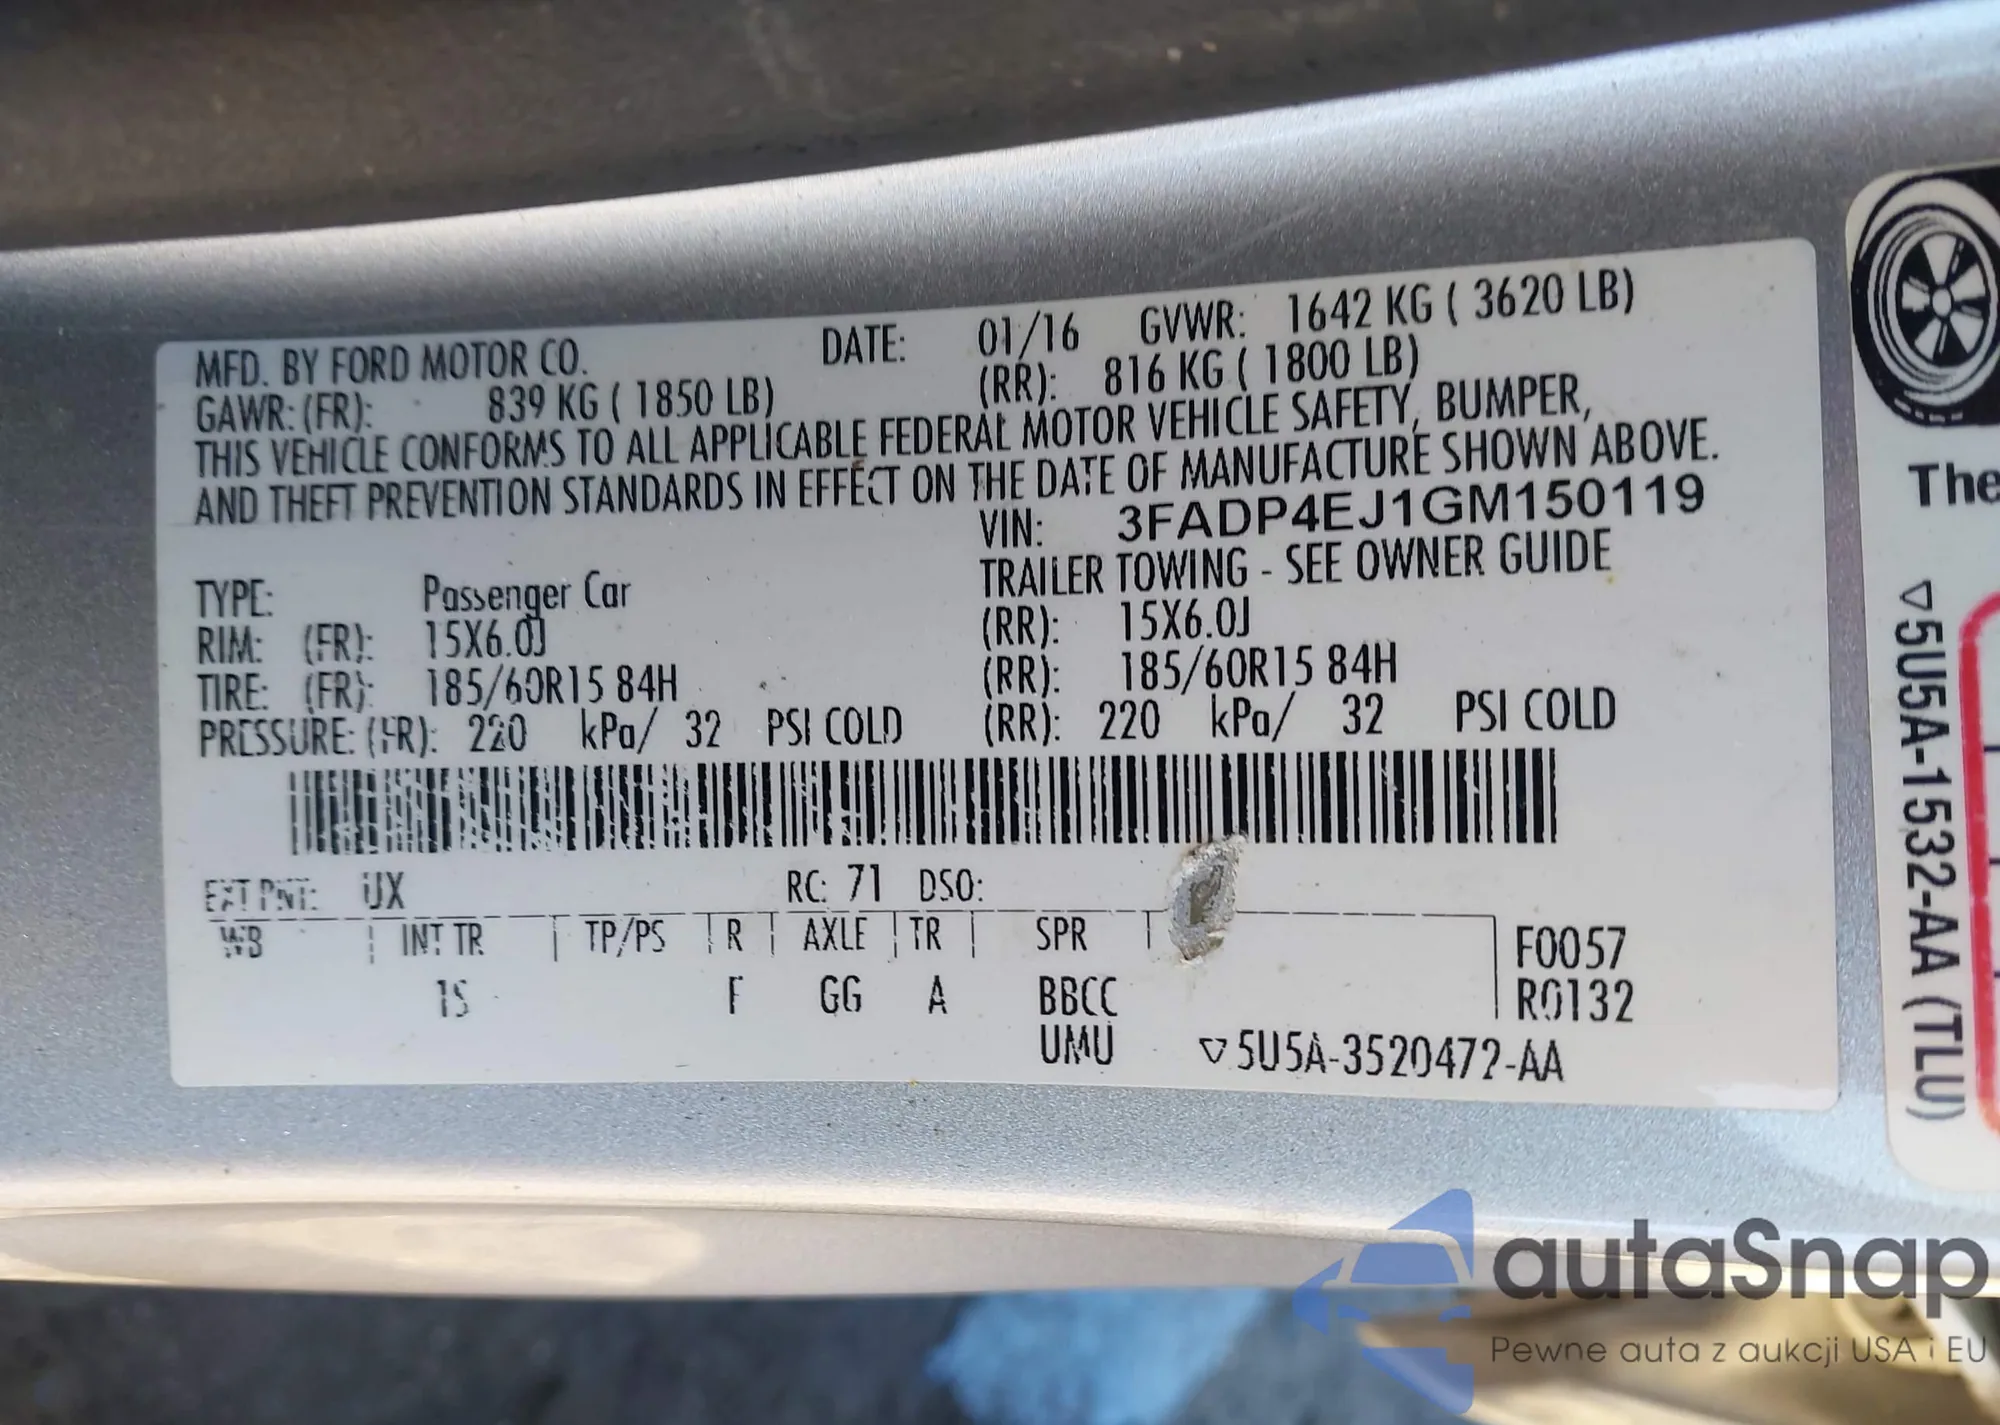 MFD. BY FORD MOTOR CO. DATE: 01/16 GVWR: 1642 KG ( 3620 LB)
GAWR: (FR): 839 KG ( 1850 LB) (RR): 816 KG ( 1800 LB)
THIS VEHICLE CONFORMS TO ALL APPLICABLE FEDERAL MOTOR VEHICLE SAFETY, BUMPER,
AND THEFT PREVENTION STANDARDS IN EFFECT ON THE DATE OF MANUFACTURE SHOWN ABOVE.
VIN: 3FADP4EJ1GM150119
TYPE: Passenger Car TRAILER TOWING - SEE OWNER GUIDE
RIM: (FR): 15X6.0J (RR): 15X6.0J
TIRE: (FR): 185/60R15 84H (RR): 185/60R15 84H
PRESSURE: (FR): 220 kPa/ 32 PSI COLD (RR): 220 kPa/ 32 PSI COLD
EXT PNT: UX RC: 71 DSO:
WB INT TR TP/PS R AXLE TR SPR F0057
1S F GG A BBCC R0132
UMU ▽5U5A-3520472-AA
The
▽5U5A-1532-AA (TLU)
autaSnap
Pewne auta z aukcji USA i EU